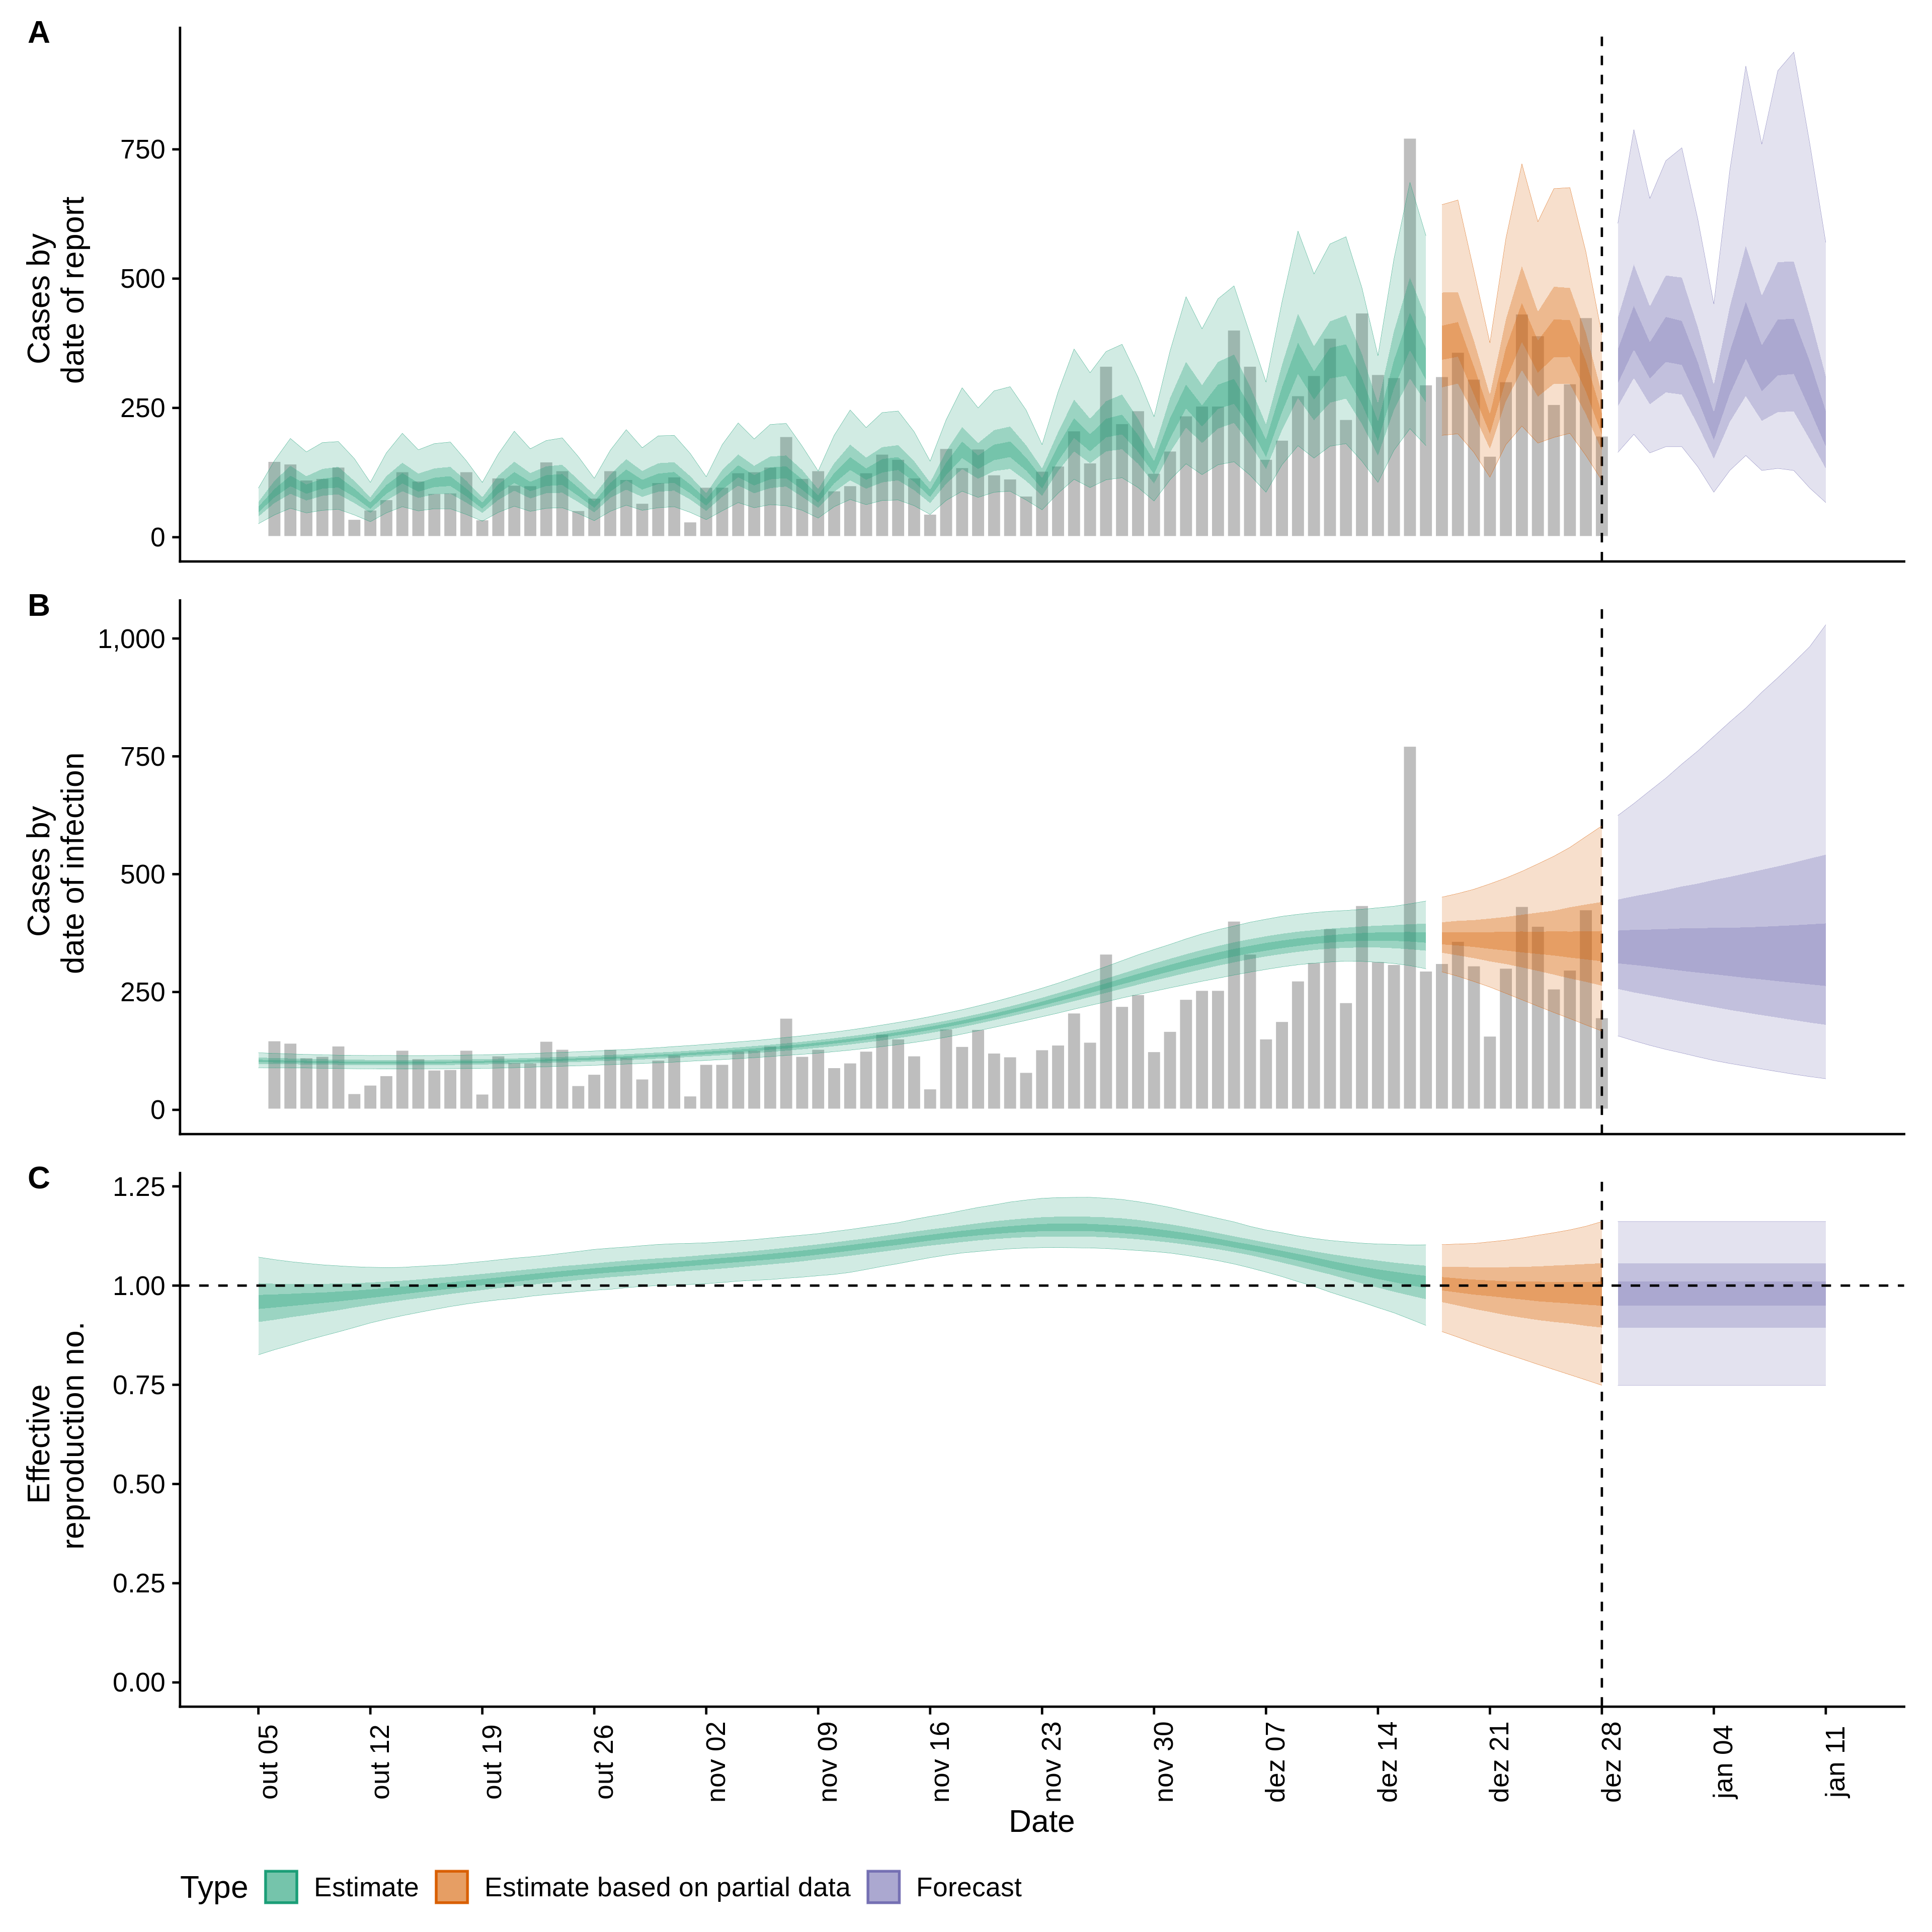 A
Cases by
date of report
750
500
250
0
B
Cases by
date of infection
1,000
750
500
250
0
C
Effective
reproduction no.
1.25
1.00
0.75
0.50
0.25
0.00
out 05
out 12
out 19
out 26
nov 02
nov 09
nov 16
nov 23
nov 30
dez 07
dez 14
dez 21
dez 28
jan 04
jan 11
Date
Type Estimate Estimate based on partial data Forecast